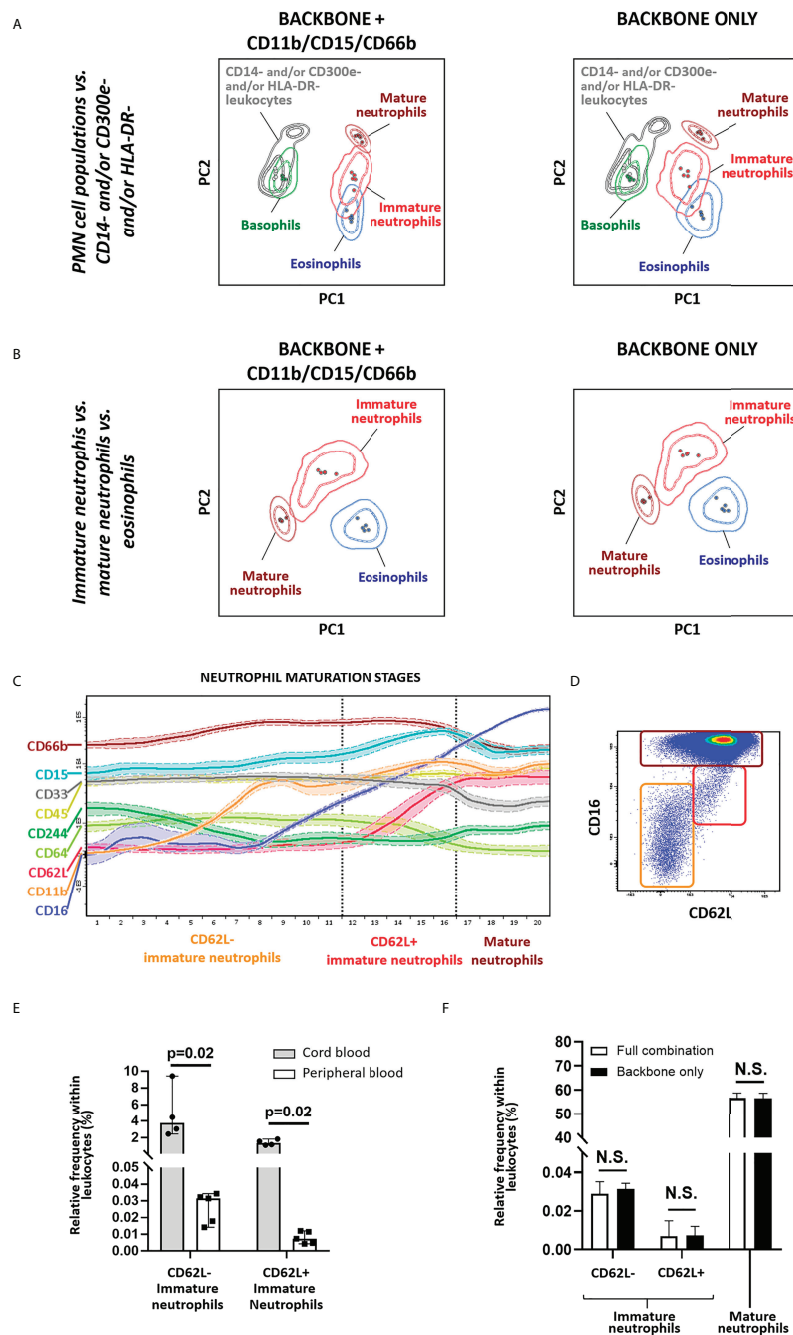 A
BACKBONE +
CD11b/CD15/CD66b
BACKBONE ONLY
PMN cell populations vs.
CD14- and/or CD300e-
and/or HLA-DR-
CD14- and/or CD300e-
and/or HLA-DR-
leukocytes
Mature
neutrophils
Immature
neutrophils
Basophils
Eosinophils
PC2
PC1
CD14- and/or CD300e-
and/or HLA-DR-
leukocytes
Mature
neutrophils
Immature
neutrophils
Basophils
Eosinophils
PC2
PC1
B
BACKBONE +
CD11b/CD15/CD66b
BACKBONE ONLY
Immature neutrophis vs.
mature neutrophils vs.
eosinophils
Immature
neutrophils
Mature
neutrophils
Eosinophils
PC2
PC1
Immature
neutrophils
Mature
neutrophils
Eosinophils
PC2
PC1
C
NEUTROPHIL MATURATION STAGES
CD66b
CD15
CD33
CD45
CD244
CD64
CD62L
CD11b
CD16
1 2 3 4 5 6 7 8 9 10 11 12 13 14 15 16 17 18 19 20
CD62L-
immature neutrophils
CD62L+
immature neutrophils
Mature
neutrophils
D
CD16
CD62L
E
Relative frequency within
leukocytes (%)
p=0.02
p=0.02
Cord blood
Peripheral blood
10
8
6
4
2
0.05
0.04
0.03
0.02
0.01
0.00
CD62L-
Immature
neutrophils
CD62L+
Immature
Neutrophils
F
Relative frequency within
leukocytes (%)
Full combination
Backbone only
N.S.
N.S.
N.S.
80
70
60
50
40
0.04
0.02
0.00
CD62L-
CD62L+
Immature
neutrophils
Mature
neutrophils